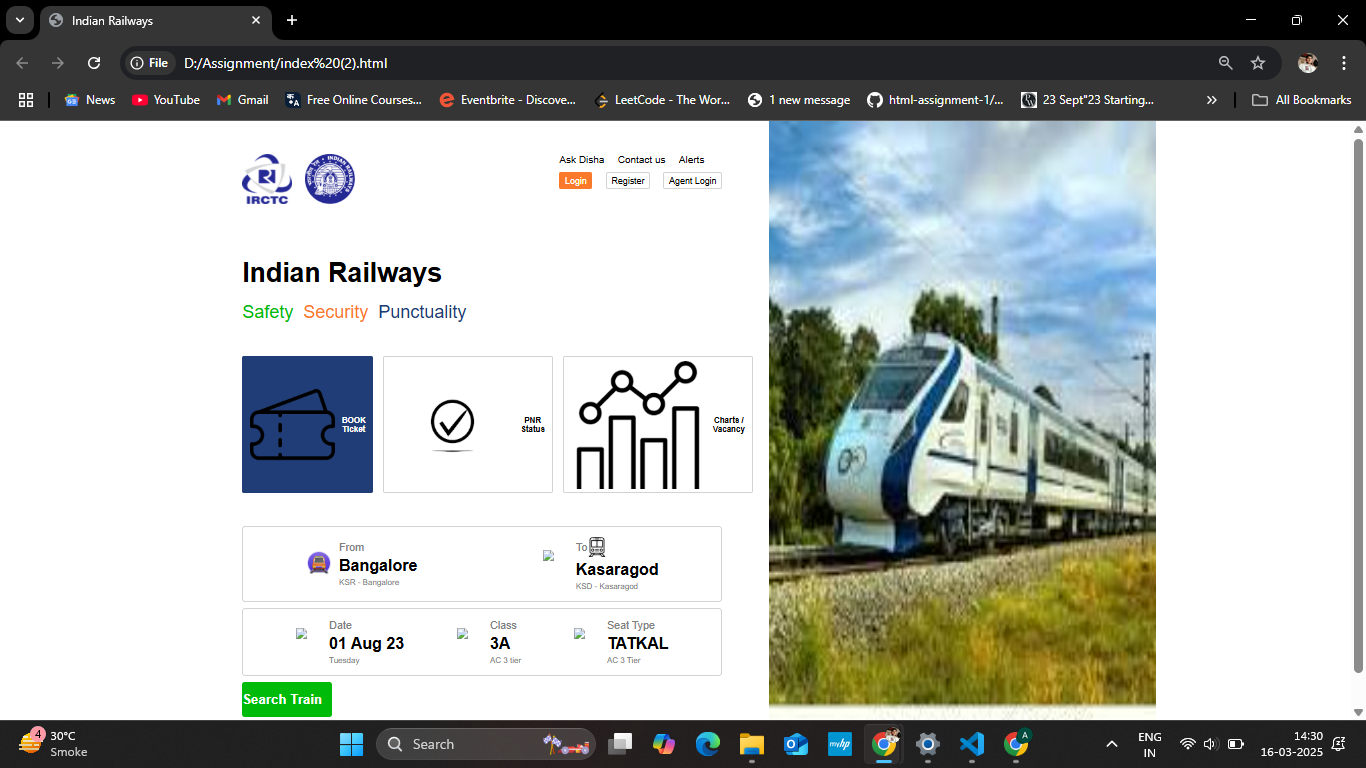 Indian Railways
File D:/Assignment/index%20(2).html
News YouTube Gmail Free Online Courses... Eventbrite - Discove... LeetCode - The Wor... 1 new message html-assignment-1/... 23 Sept"23 Starting... All Bookmarks
IRCTC
INDIAN RAILWAYS
Ask Disha Contact us Alerts
Login Register Agent Login
Indian Railways
Safety Security Punctuality
BOOK
Ticket
PNR
Status
Charts /
Vacancy
From
Bangalore
KSR - Bangalore
To
Kasaragod
KSD - Kasaragod
Date
01 Aug 23
Tuesday
Class
3A
AC 3 tier
Seat Type
TATKAL
AC 3 Tier
Search Train
4
30°C
Smoke
Search
myhp
A
ENG
IN
14:30
16-03-2025